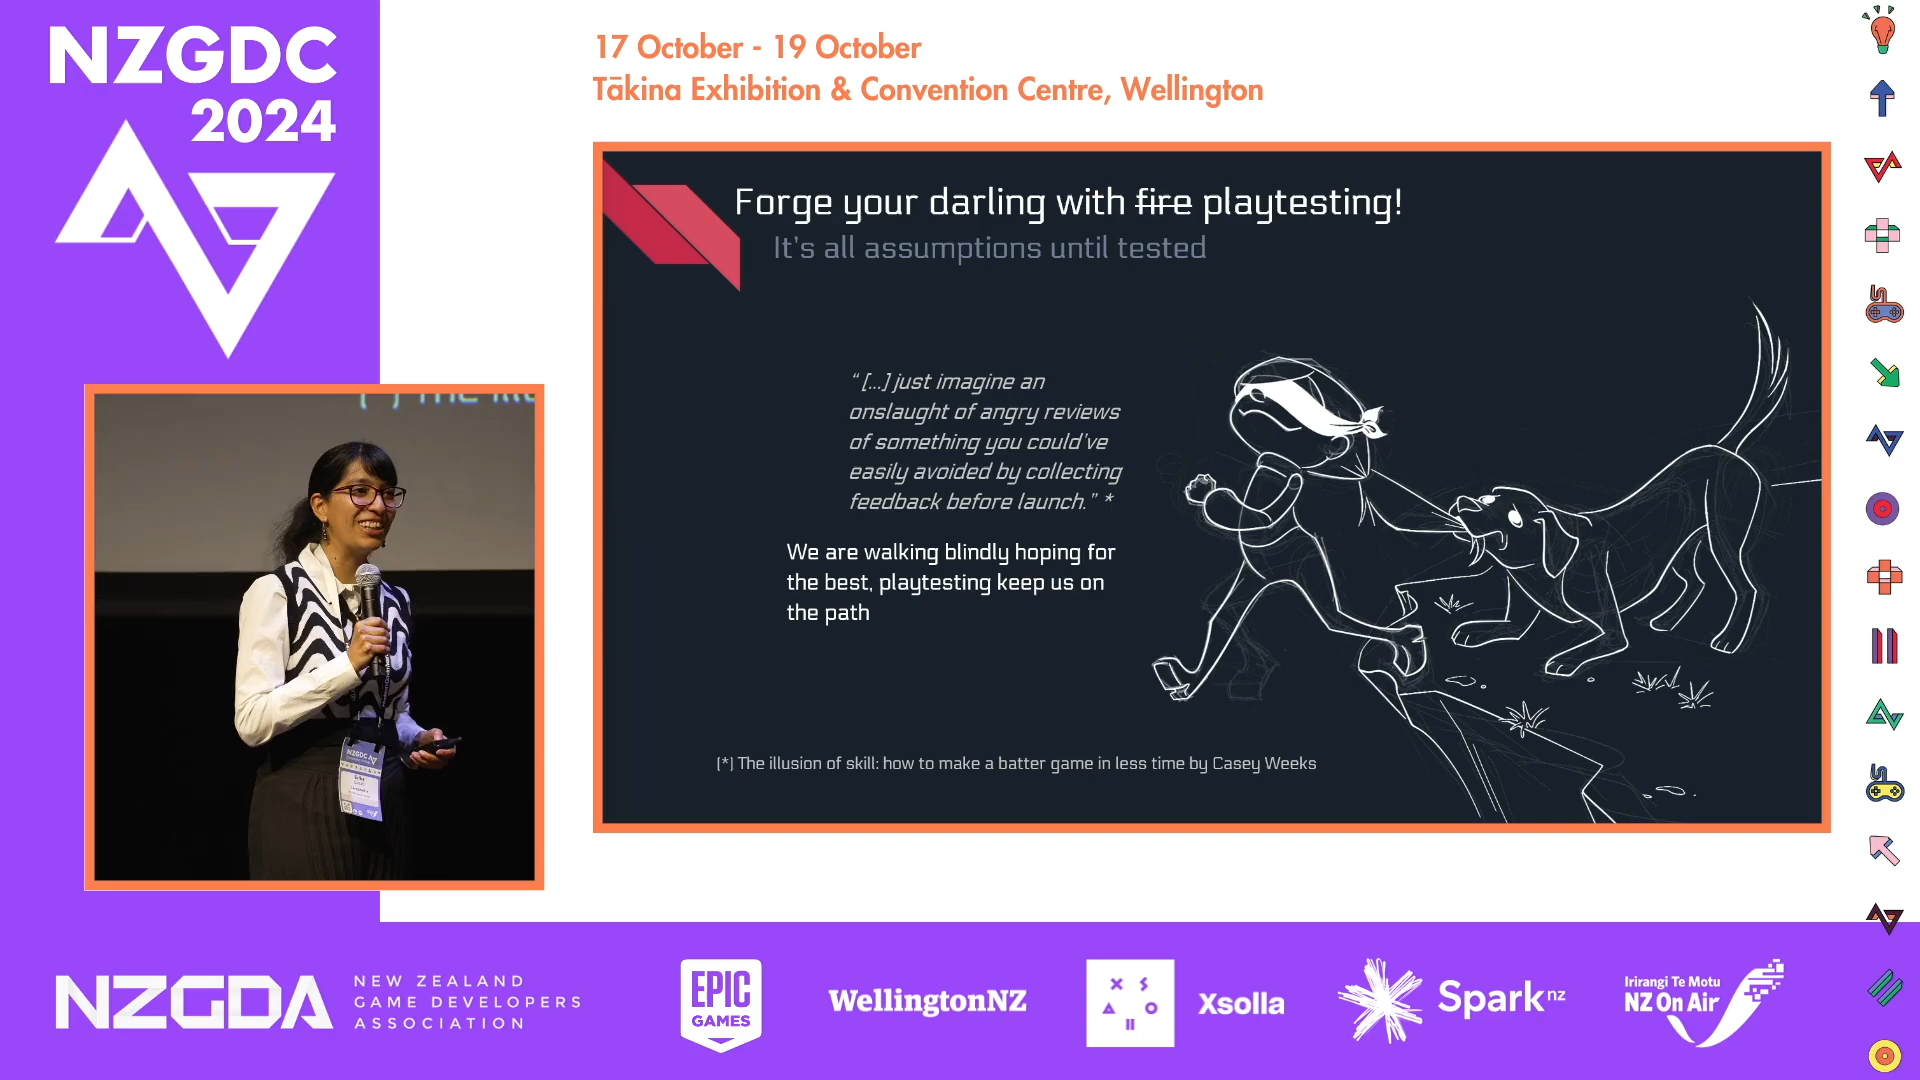 NZGDC
2024
17 October - 19 October
Tākina Exhibition & Convention Centre, Wellington
Forge your darling with fire playtesting!
It's all assumptions until tested
“ [...] just imagine an
onslaught of angry reviews
of something you could've
easily avoided by collecting
feedback before launch.” *
We are walking blindly hoping for
the best, playtesting keep us on
the path
(*) The illusion of skill: how to make a batter game in less time by Casey Weeks
NZGDC
NZGDA
NEW ZEALAND
GAME DEVELOPERS
ASSOCIATION
EPIC
GAMES
WellingtonNZ
XS
Xsolla
Spark nz
Irirangi Te Motu
NZ On Air